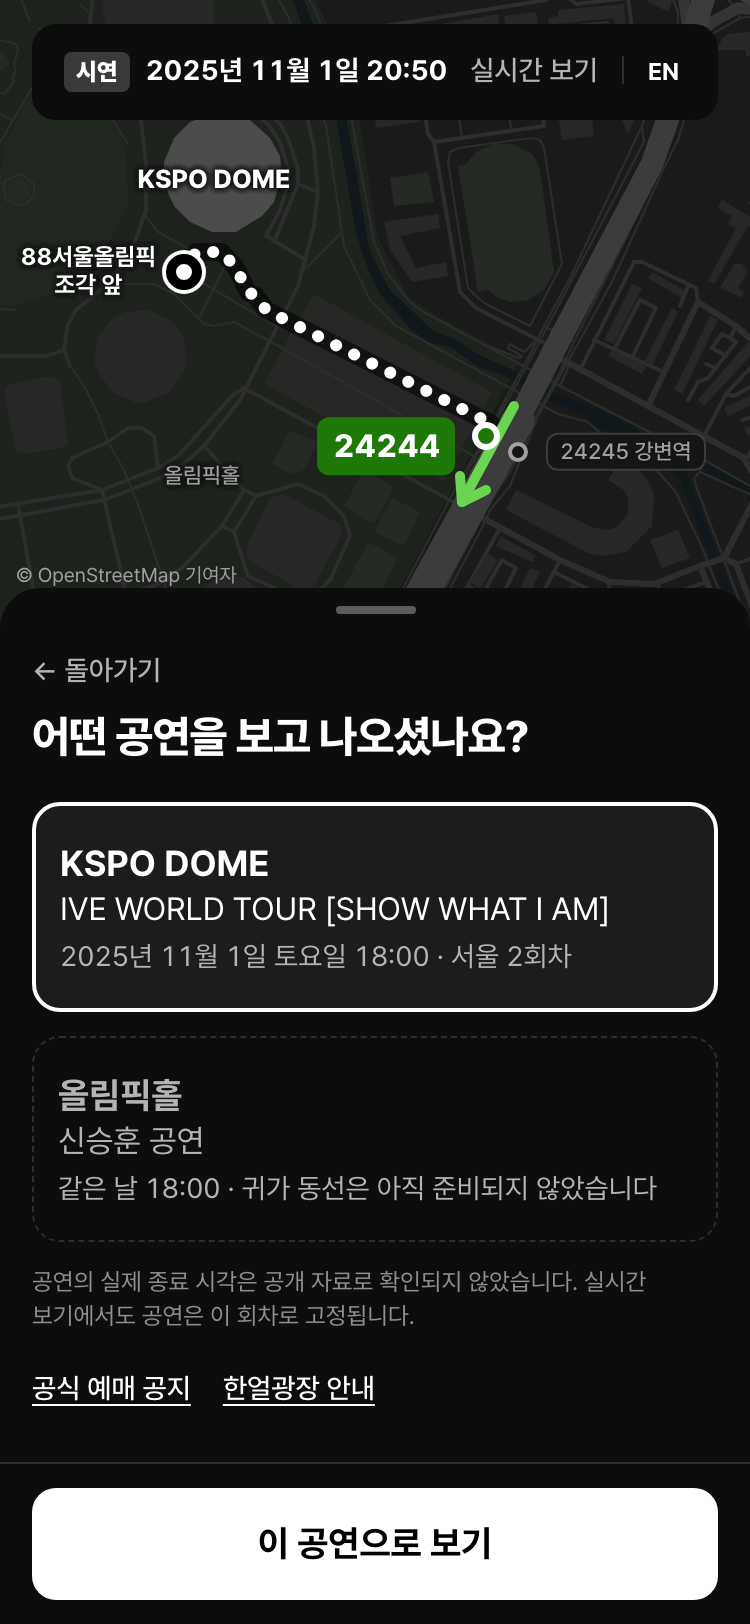 시연 2025년 11월 1일 20:50 실시간 보기 EN
KSPO DOME
88서울올림픽
조각 앞
24244
24245 강변역
올림픽홀
© OpenStreetMap 기여자
← 돌아가기
어떤 공연을 보고 나오셨나요?
KSPO DOME
IVE WORLD TOUR [SHOW WHAT I AM]
2025년 11월 1일 토요일 18:00 · 서울 2회차
올림픽홀
신승훈 공연
같은 날 18:00 · 귀가 동선은 아직 준비되지 않았습니다
공연의 실제 종료 시각은 공개 자료로 확인되지 않았습니다. 실시간
보기에서도 공연은 이 회차로 고정됩니다.
공식 예매 공지 한얼광장 안내
이 공연으로 보기